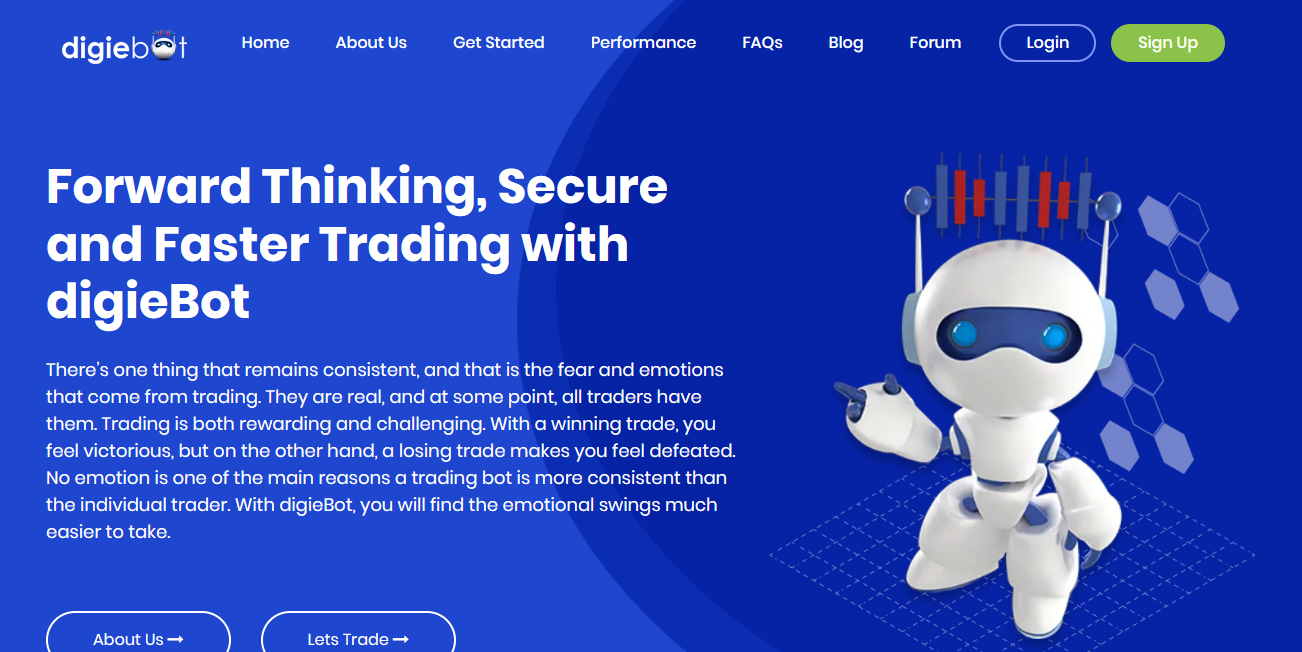 digiebot
Home
About Us
Get Started
Performance
FAQs
Blog
Forum
Login
Sign Up
Forward Thinking, Secure
and Faster Trading with
digieBot
There's one thing that remains consistent, and that is the fear and emotions
that come from trading. They are real, and at some point, all traders have
them. Trading is both rewarding and challenging. With a winning trade, you
feel victorious, but on the other hand, a losing trade makes you feel defeated.
No emotion is one of the main reasons a trading bot is more consistent than
the individual trader. With digieBot, you will find the emotional swings much
easier to take.
About Us ➞
Lets Trade ➞